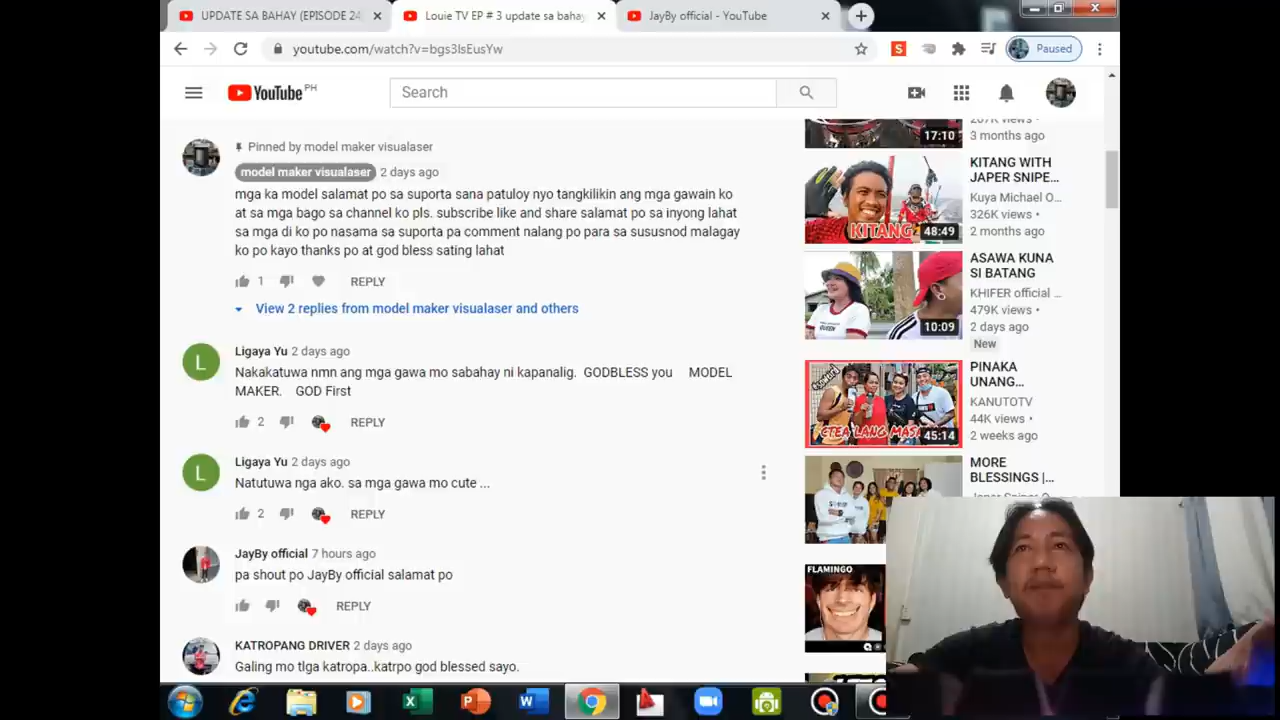 UPDATE SA BAHAY (EPISODE 24
Louie TV EP # 3 update sa bahay
JayBy official - YouTube
youtube.com/watch?v=bgs3lsEusYw
Paused
YouTube PH
Search
Pinned by model maker visualaser
model maker visualaser 2 days ago
mga ka model salamat po sa suporta sana patuloy nyo tangkilikin ang mga gawain ko
at sa mga bago sa channel ko pls. subscribe like and share salamat po sa inyong lahat
sa mga di ko po nasama sa suporta pa comment nalang po para sa sususnod malagay
ko po kayo thanks po at god bless sating lahat
1 REPLY
View 2 replies from model maker visualaser and others
L
Ligaya Yu 2 days ago
Nakakatuwa nmn ang mga gawa mo sabahay ni kapanalig. GODBLESS you MODEL
MAKER. GOD First
2 REPLY
L
Ligaya Yu 2 days ago
Natutuwa nga ako. sa mga gawa mo cute ...
2 REPLY
JayBy official 7 hours ago
pa shout po JayBy official salamat po
REPLY
KATROPANG DRIVER 2 days ago
Galing mo tlga katropa..katrpo god blessed sayo.
207K views •
17:10
3 months ago
KITANG WITH
JAPER SNIPE...
Kuya Michael O...
326K views •
2 months ago
KITANG
48:49
ASAWA KUNA
SI BATANG
KHIFER official ...
479K views •
2 days ago
New
QUEEN
10:09
PINAKA
UNANG...
KANUTOTV
44K views •
2 weeks ago
CTEA LANG MASA
45:14
MORE
BLESSINGS |...
FLAMINGO